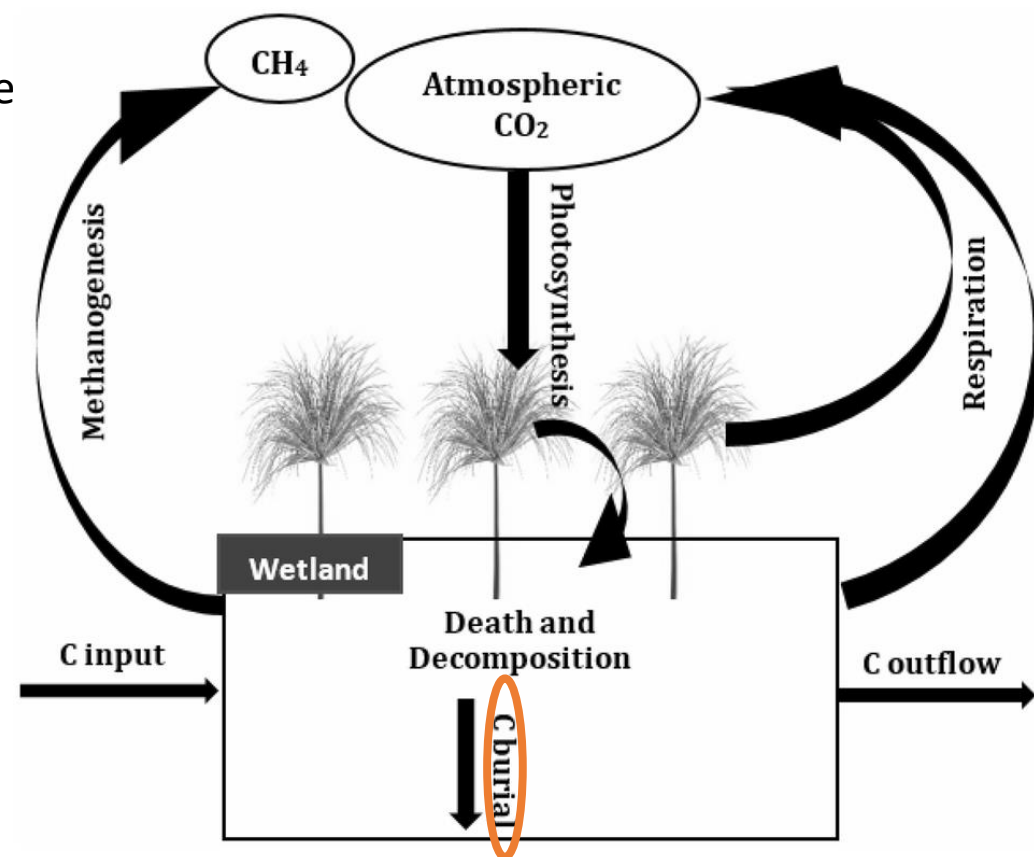 e
CH₄
Atmospheric
CO₂
Photosynthesis
Methanogenesis
Respiration
Wetland
Death and
Decomposition
C input
C outflow
C burial